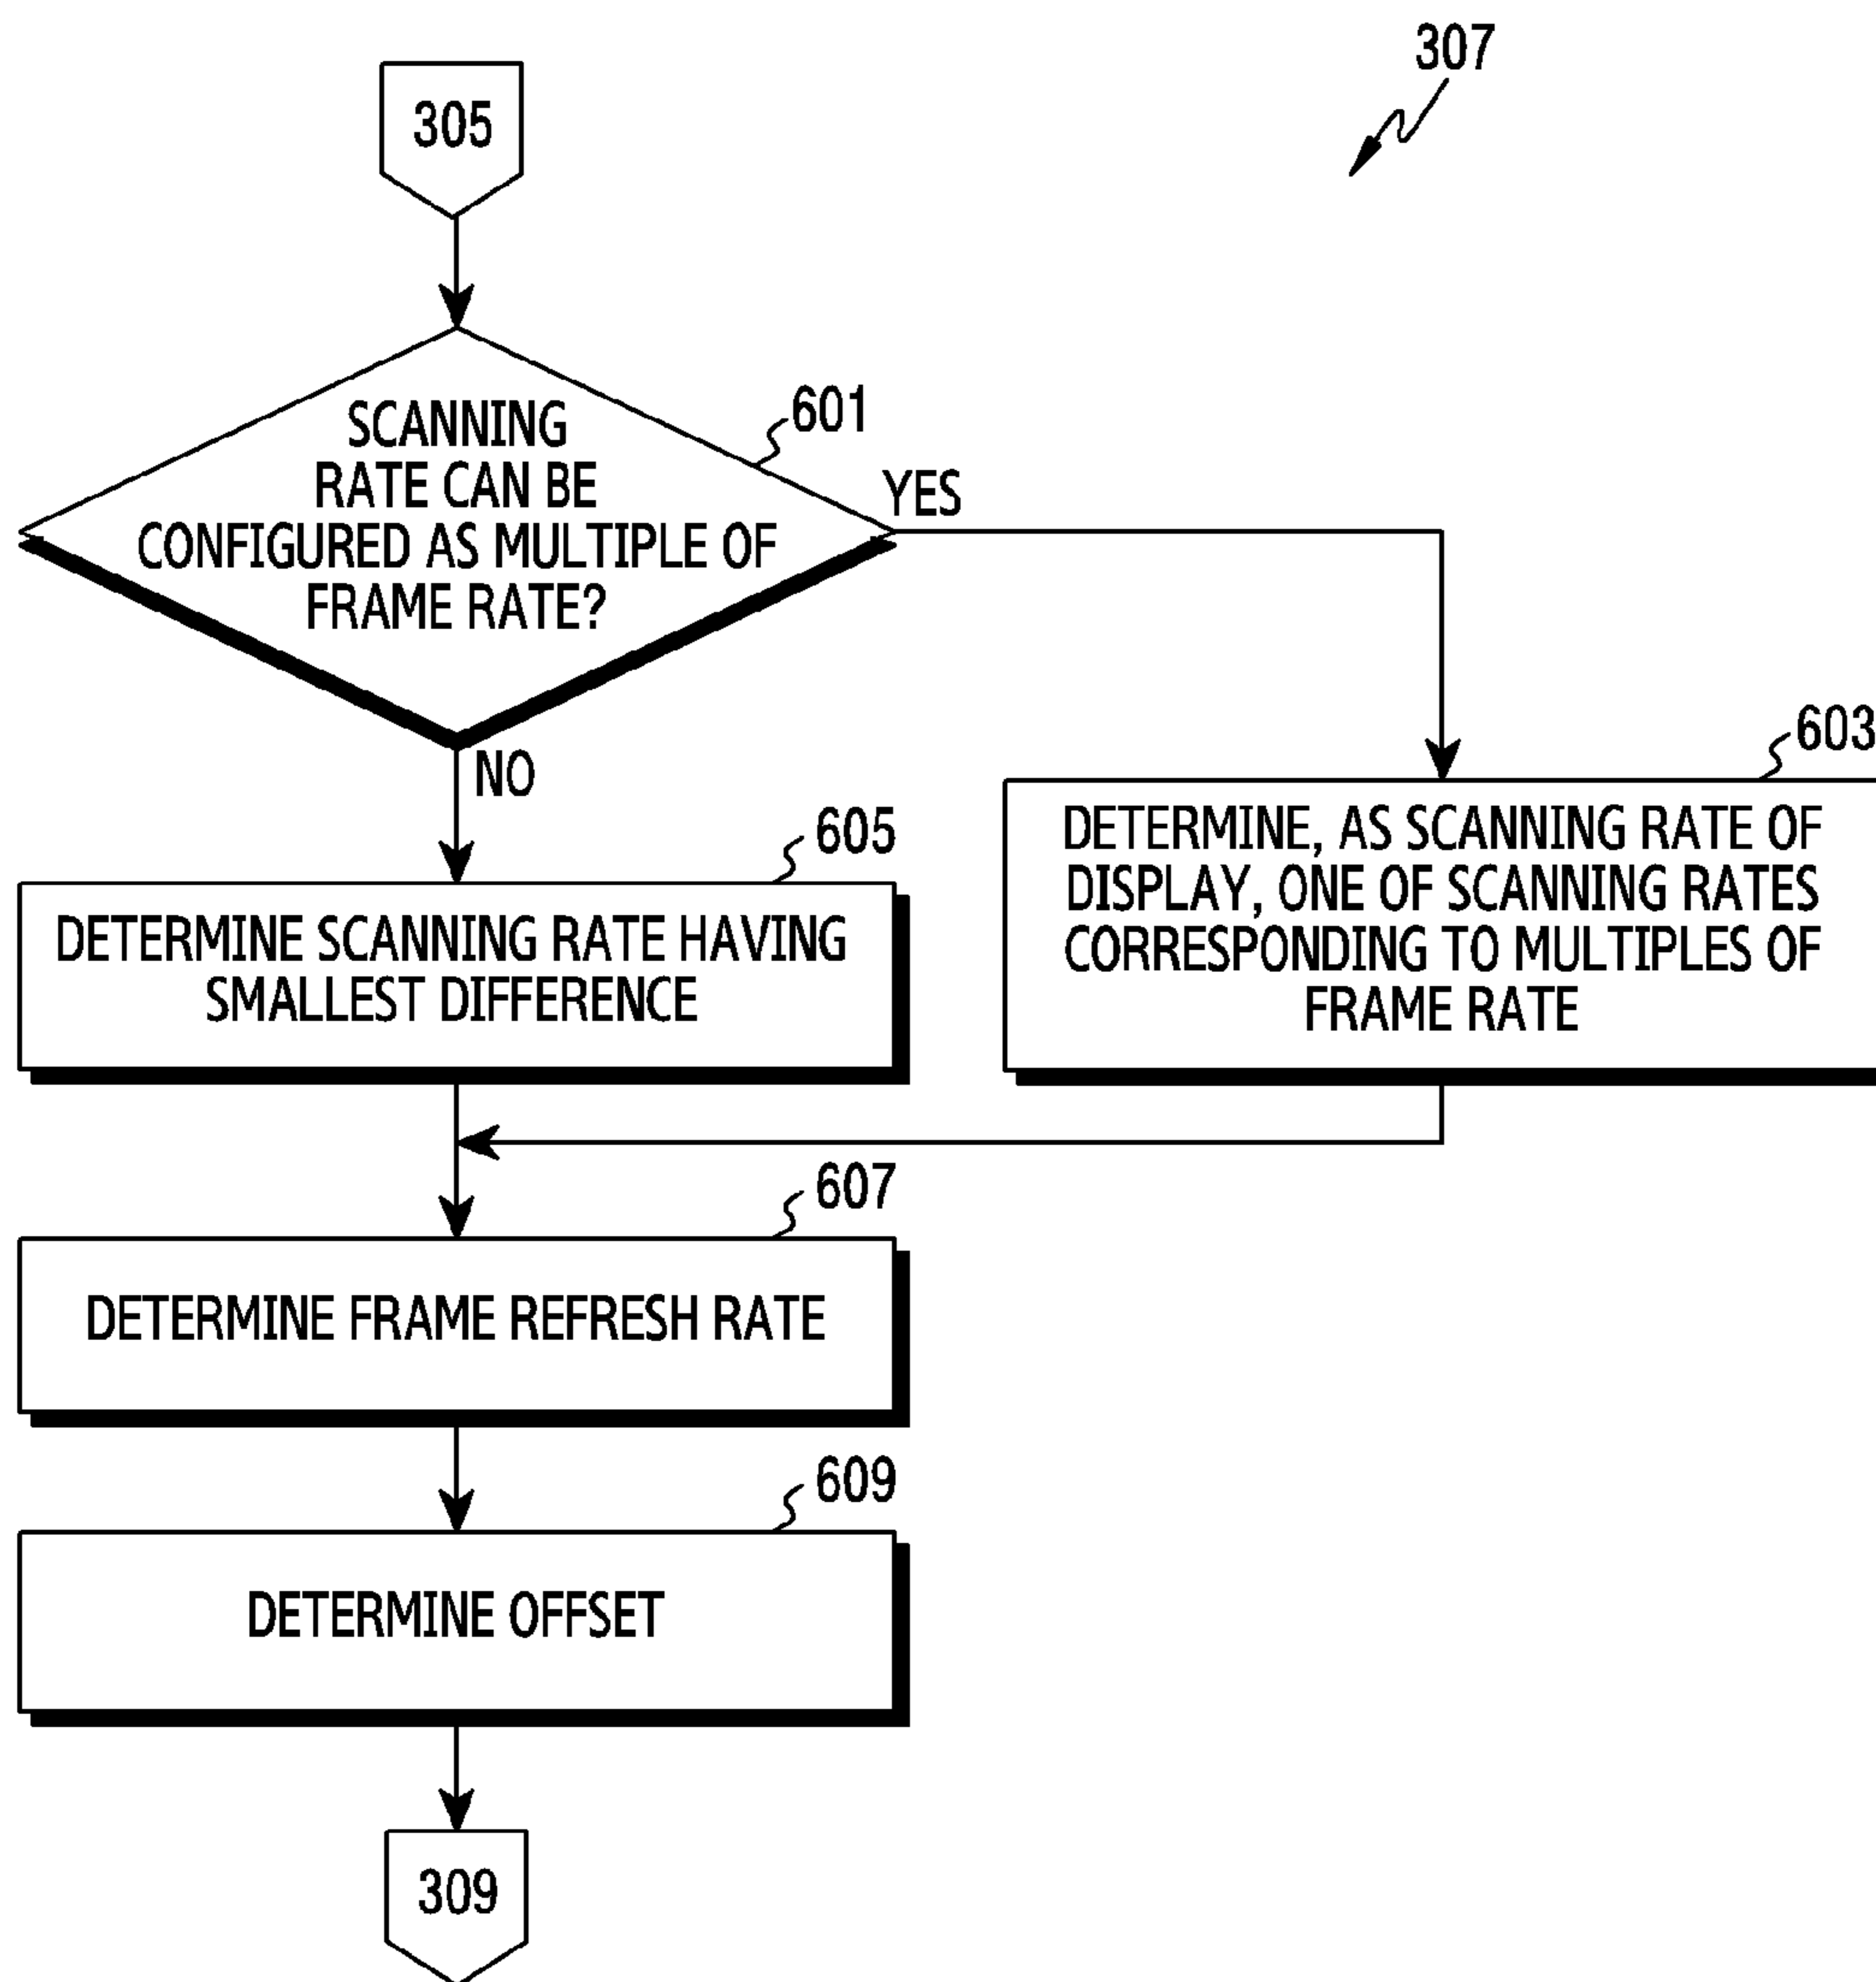 307
305
601
SCANNING
RATE CAN BE
CONFIGURED AS MULTIPLE OF
FRAME RATE?
YES
NO
603
DETERMINE, AS SCANNING RATE OF
DISPLAY, ONE OF SCANNING RATES
CORRESPONDING TO MULTIPLES OF
FRAME RATE
605
DETERMINE SCANNING RATE HAVING
SMALLEST DIFFERENCE
607
DETERMINE FRAME REFRESH RATE
609
DETERMINE OFFSET
309